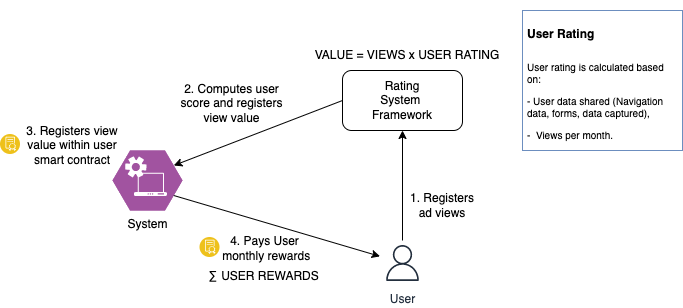 VALUE = VIEWS x USER RATING
User Rating
User rating is calculated based
on:
- User data shared (Navigation
data, forms, data captured),
- Views per month.
Rating
System
Framework
2. Computes user
score and registers
view value
3. Registers view
value within user
smart contract
System
1. Registers
ad views
4. Pays User
monthly rewards
∑ USER REWARDS
User